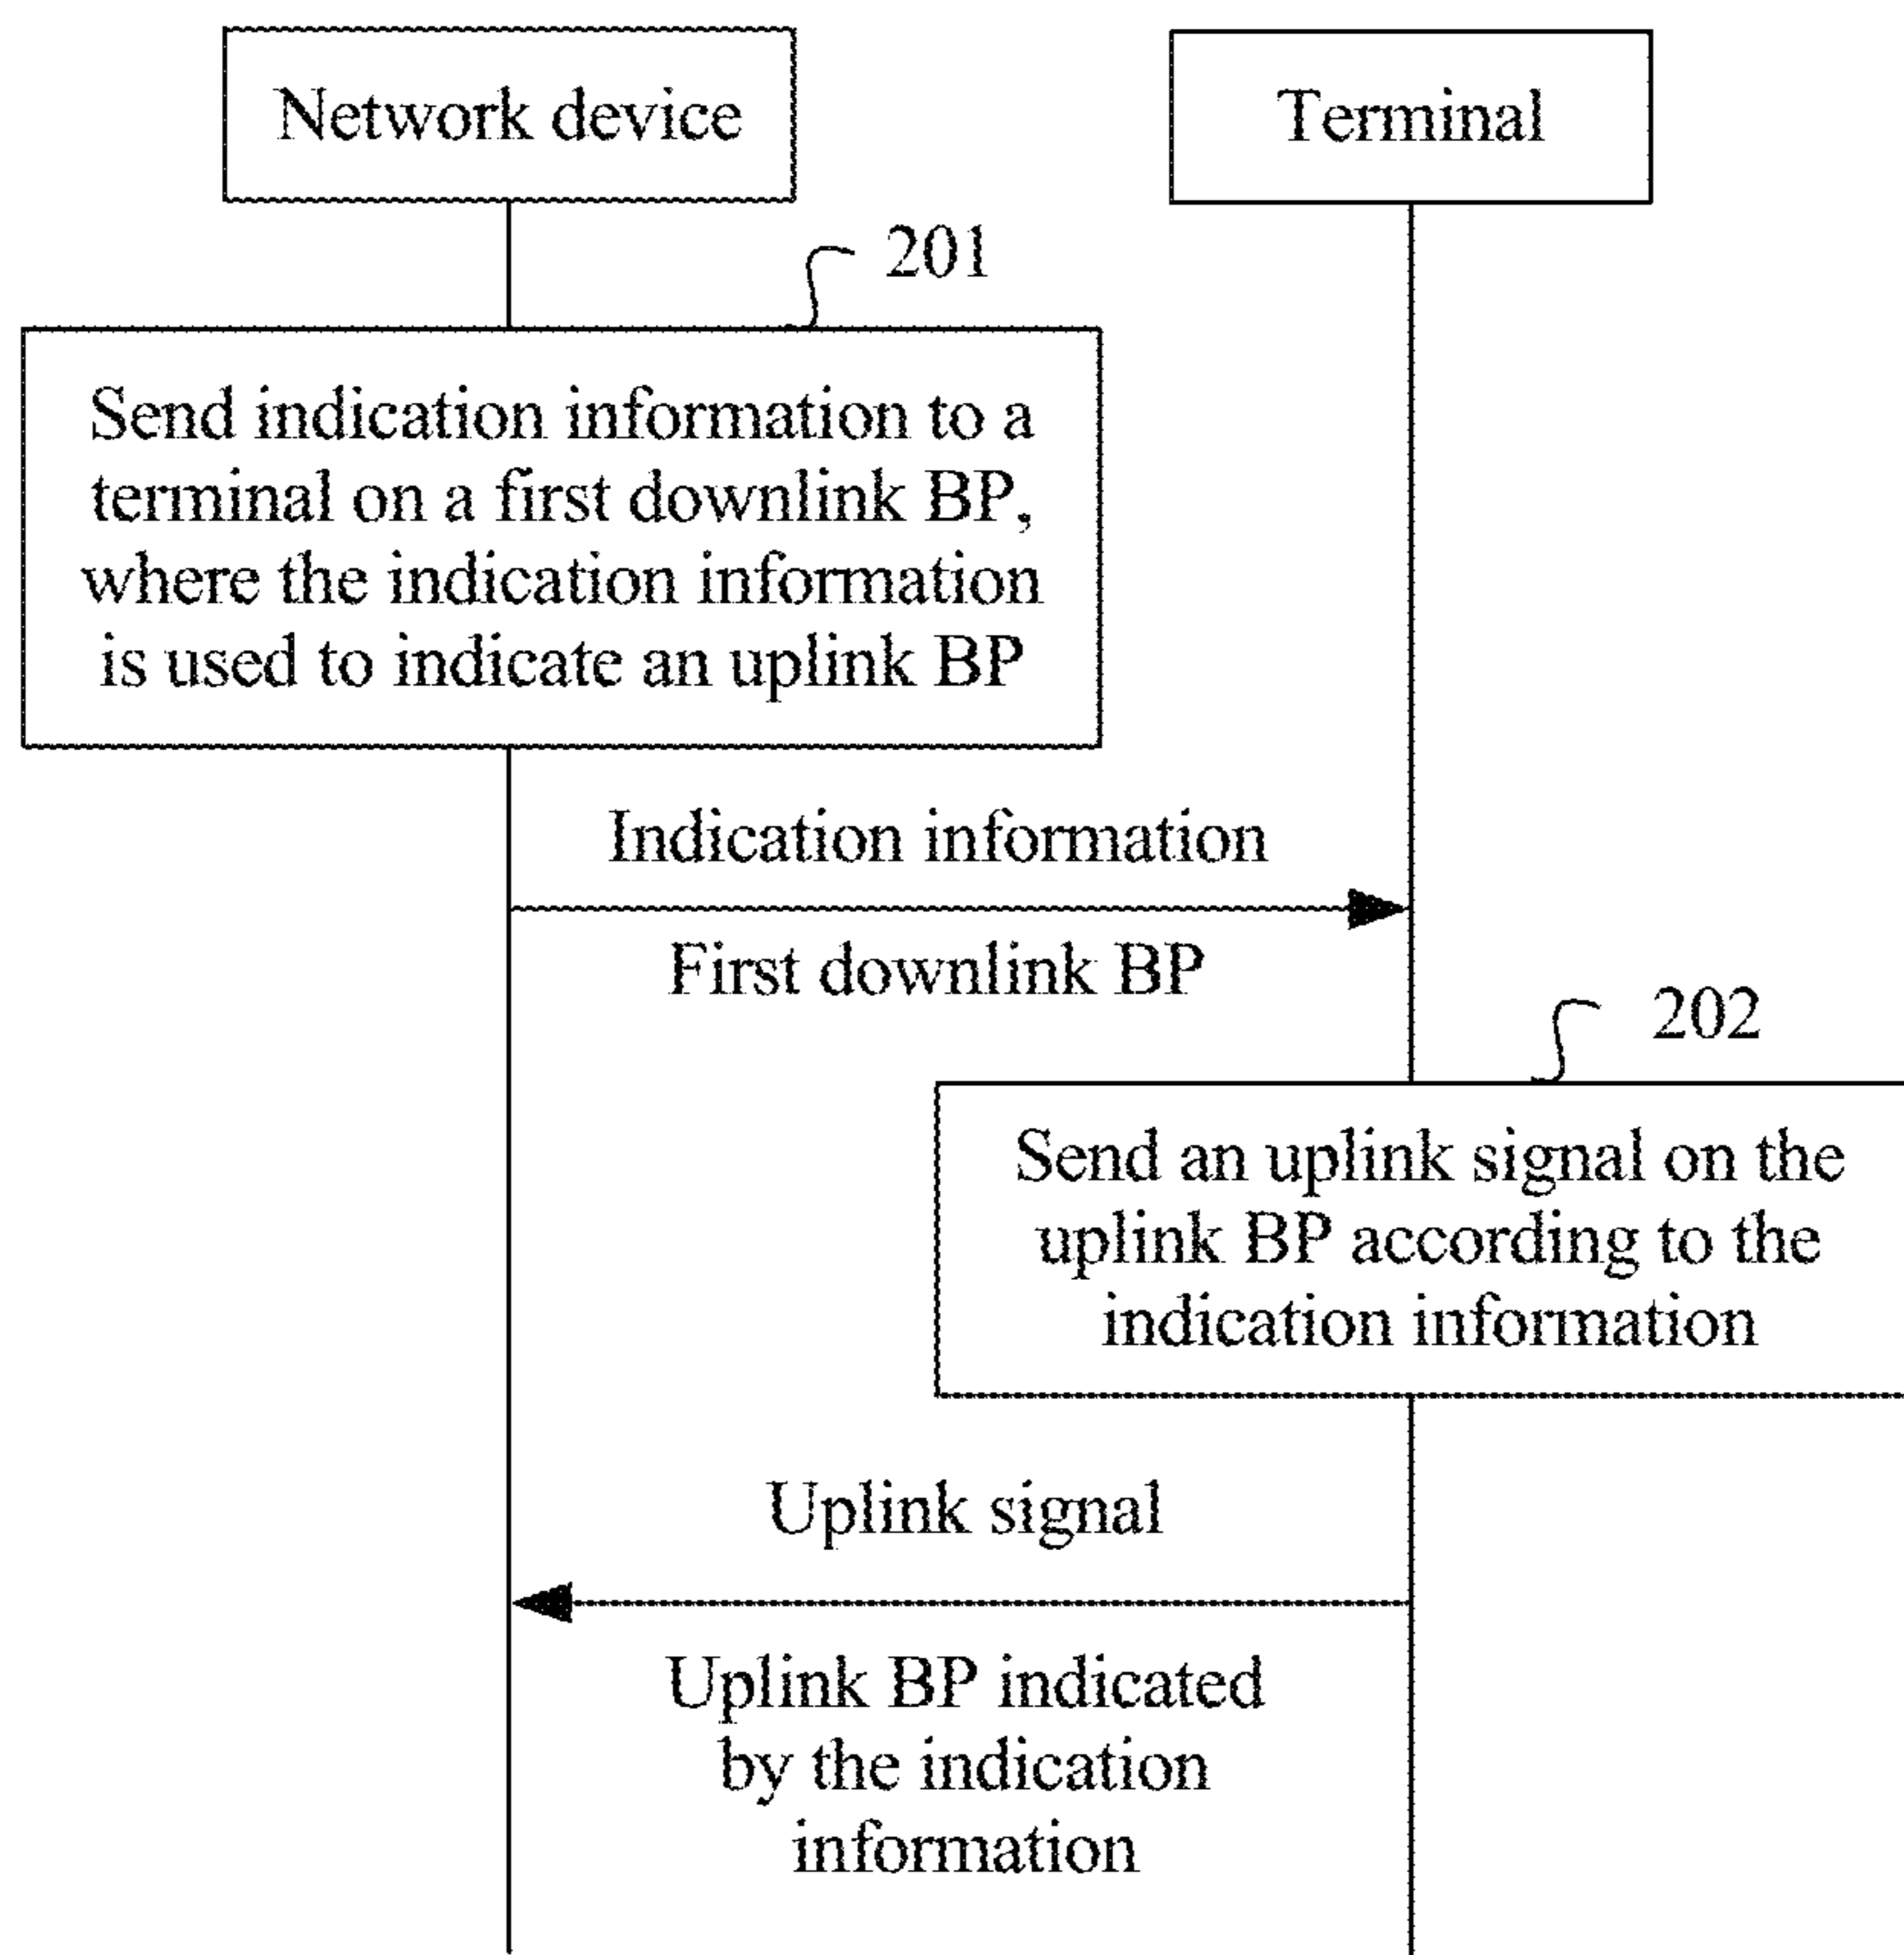 Network device
Terminal
201
Send indication information to a
terminal on a first downlink BP,
where the indication information
is used to indicate an uplink BP
Indication information
First downlink BP
202
Send an uplink signal on the
uplink BP according to the
indication information
Uplink signal
Uplink BP indicated
by the indication
information